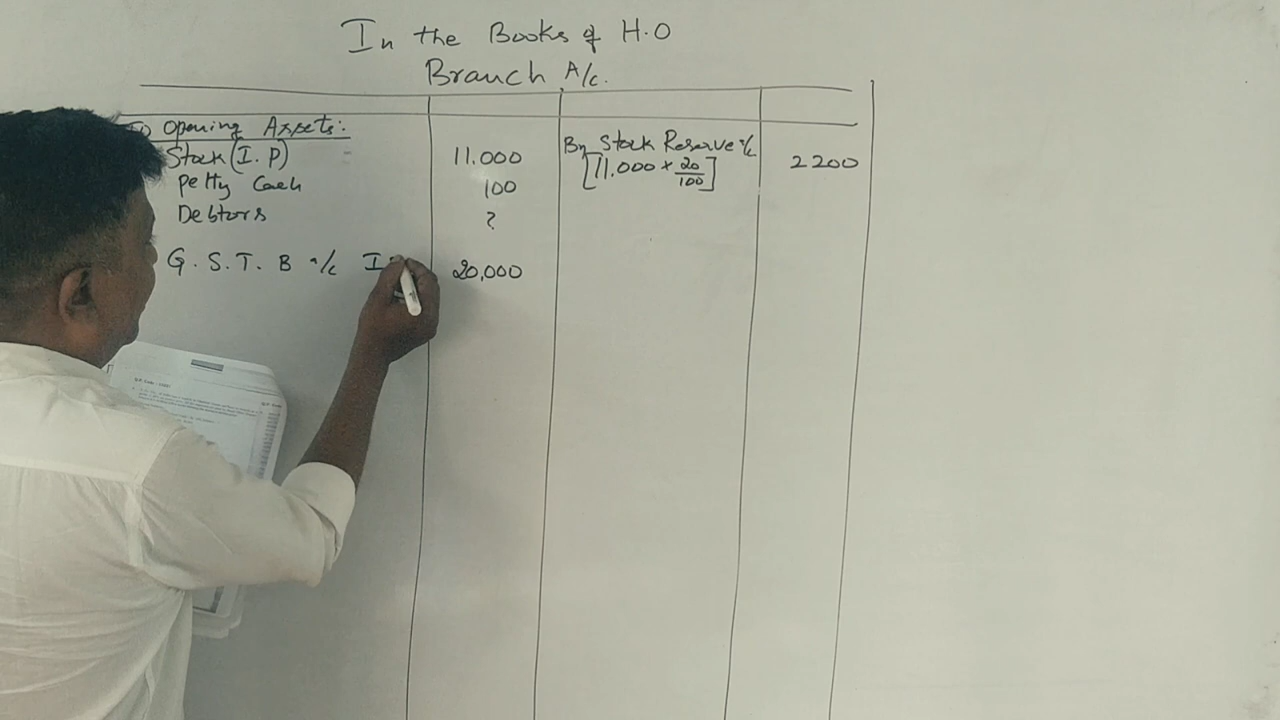 In the Books of H.O
Branch A/c.
To Opening Assets:
Stock (I.P) 11.000
Petty Cash 100
Debtors ?
By Stock Reserve A/c 2200
[11.000 × 20/100]
G.S.T.B A/c 20,000